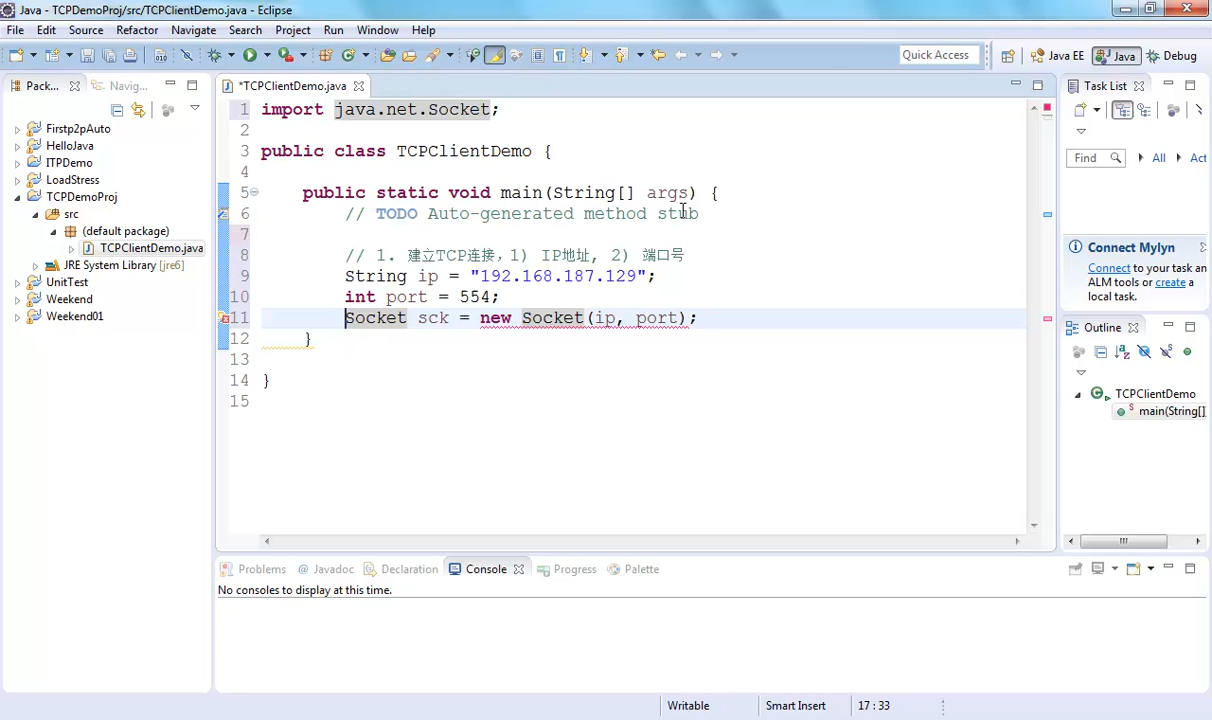 Java - TCPDemoProj/src/TCPClientDemo.java - Eclipse
File Edit Source Refactor Navigate Search Project Run Window Help
Quick Access Java EE Java Debug
Pack... Navig...
Firstp2pAuto
HelloJava
ITPDemo
LoadStress
TCPDemoProj
src
(default package)
TCPClientDemo.java
JRE System Library [jre6]
UnitTest
Weekend
Weekend01
*TCPClientDemo.java
1 import java.net.Socket;
2
3 public class TCPClientDemo {
4
5 public static void main(String[] args) {
6 // TODO Auto-generated method stub
7
8 // 1. 建立TCP连接，1) IP地址, 2) 端口号
9 String ip = "192.168.187.129";
10 int port = 554;
11 Socket sck = new Socket(ip, port);
12 }
13
14 }
15
Task List
Find All Act
Connect Mylyn
Connect to your task an
ALM tools or create a
local task.
Outline
TCPClientDemo
main(String[]
Problems Javadoc Declaration Console Progress Palette
No consoles to display at this time.
Writable Smart Insert 17 : 33